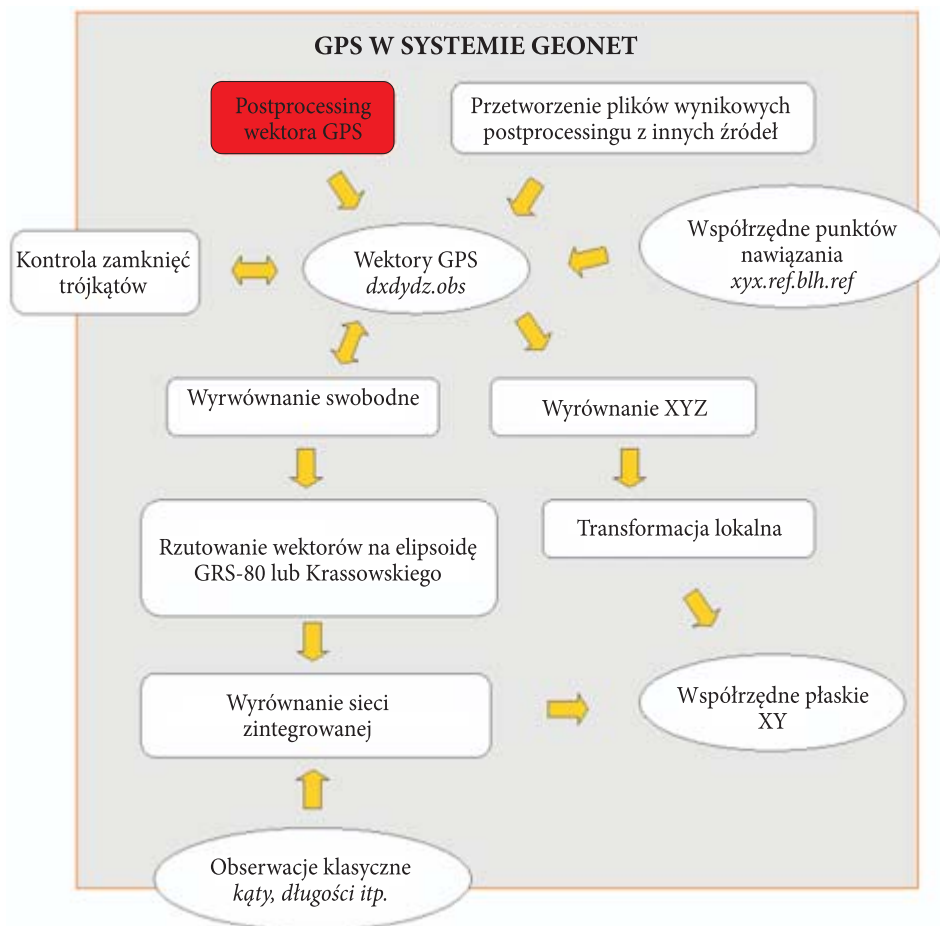 GPS W SYSTEMIE GEONET
Postprocessing
wektora GPS
Przetworzenie plików wynikowych
postprocessingu z innych źródeł
Współrzędne punktów
nawiązania
xyx.ref.blh.ref
Kontrola zamknięć
trójkątów
Wektory GPS
dxdydz.obs
Wyrwównanie swobodne
Wyrównanie XYZ
Rzutowanie wektorów na elipsoidę
GRS-80 lub Krassowskiego
Transformacja lokalna
Wyrównanie sieci
zintegrowanej
Współrzędne płaskie
XY
Obserwacje klasyczne
kąty, długości itp.